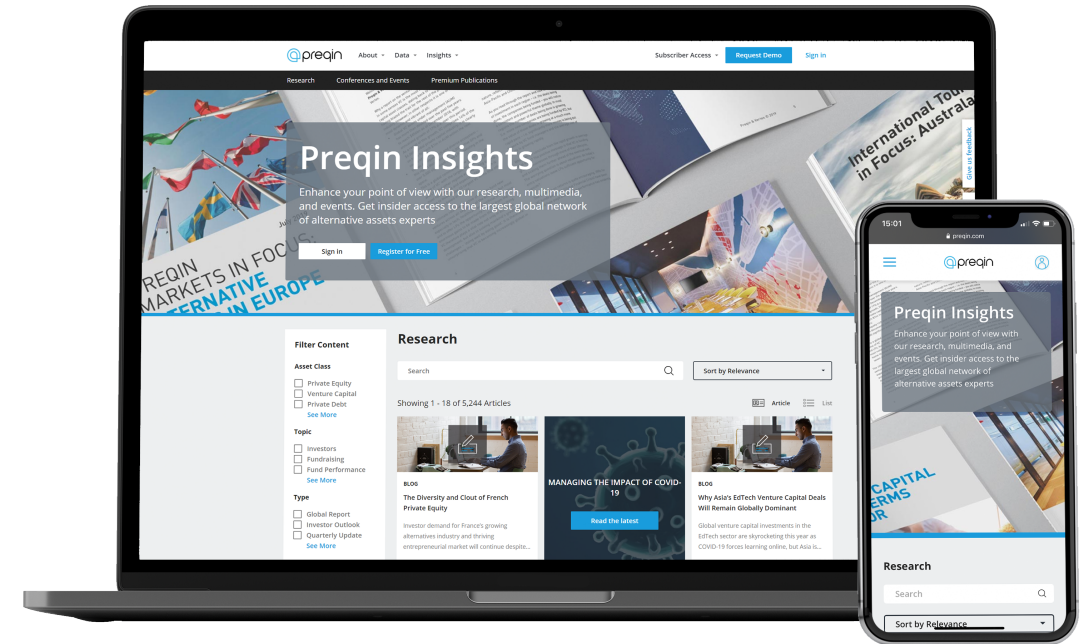 preqin
About
Data
Insights
Subscriber Access
Request Demo
Sign in
Research
Conferences and Events
Premium Publications
International Tou
in Focus: Australa
Give us feedback
Preqin Insights
Enhance your point of view with our research, multimedia,
and events. Get insider access to the largest global network
of alternative assets experts
Sign In
Register for Free
PREQIN
MARKETS IN FOCUS:
TERNATIVE
IN EUROPE
Filter Content
Asset Class
Private Equity
Venture Capital
Private Debt
See More
Topic
Investors
Fundraising
Fund Performance
See More
Type
Global Report
Investor Outlook
Quarterly Update
See More
Research
Search
Sort by Relevance
Showing 1 - 18 of 5,244 Articles
Article
List
BLOG
The Diversity and Clout of French
Private Equity
Investor demand for France's growing
alternatives industry and thriving
entrepreneurial market will continue despite...
MANAGING THE IMPACT OF COVID-
19
Read the latest
BLOG
Why Asia's EdTech Venture Capital Deals
Will Remain Globally Dominant
Global venture capital investments in the
EdTech sector are skyrocketing this year as
COVID-19 forces learning online, but Asia is...
15:01
preqin.com
preqin
Preqin Insights
Enhance your point of view with
our research, multimedia, and
events. Get insider access to the
largest global network of
alternative assets experts
CAPITAL
ERMS
OR
Research
Search
Sort by Relevance